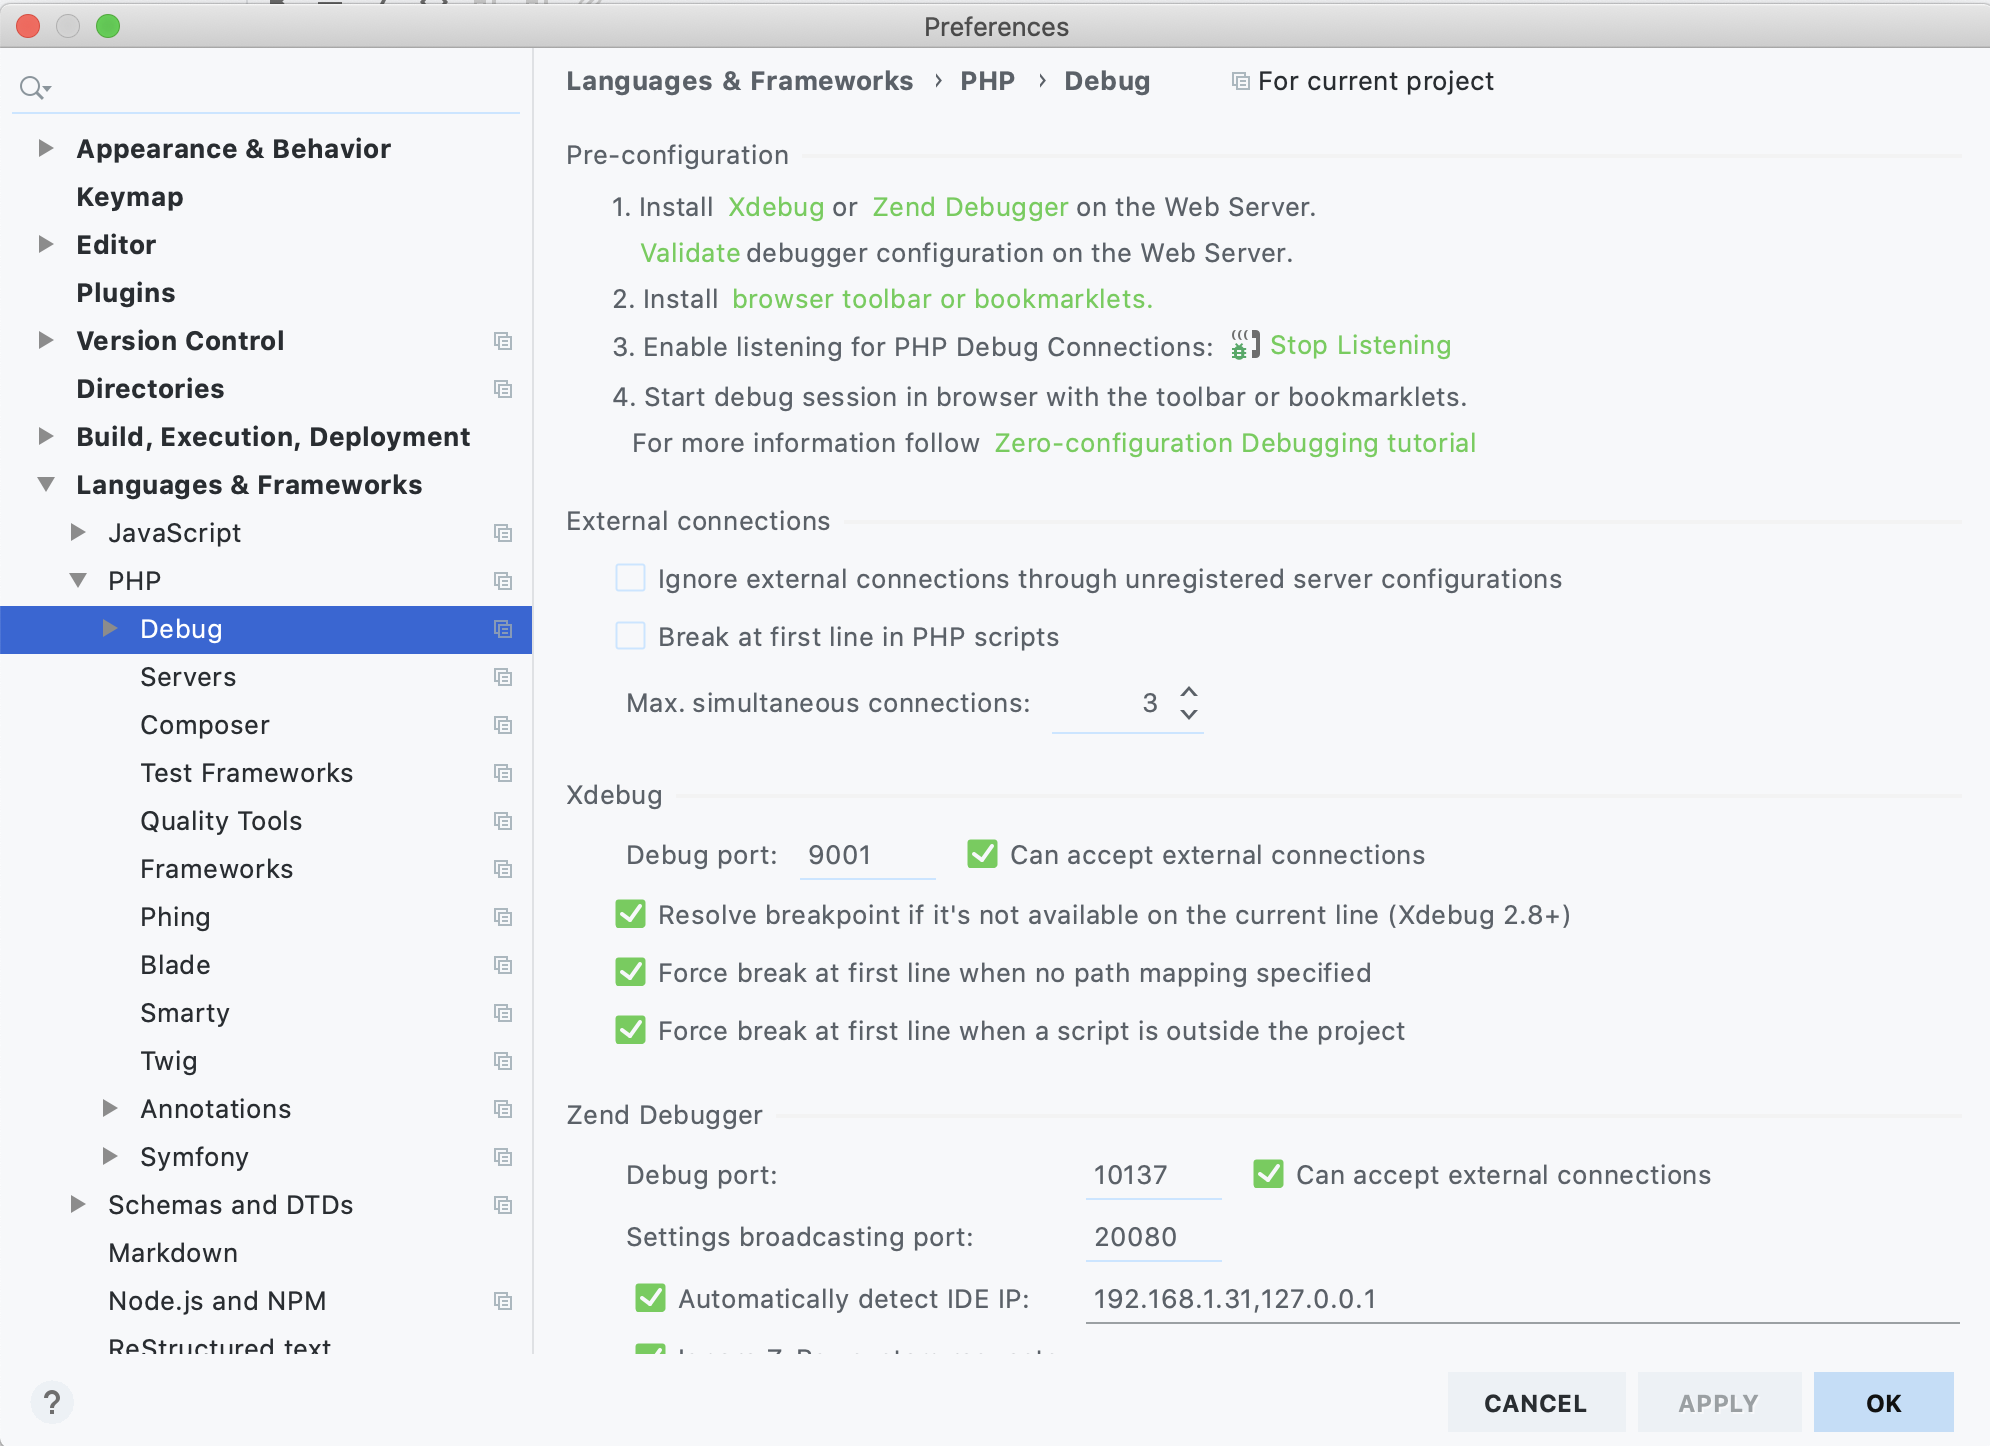 Preferences
Appearance & Behavior
Keymap
Editor
Plugins
Version Control
Directories
Build, Execution, Deployment
Languages & Frameworks
JavaScript
PHP
Debug
Servers
Composer
Test Frameworks
Quality Tools
Frameworks
Phing
Blade
Smarty
Twig
Annotations
Symfony
Schemas and DTDs
Markdown
Node.js and NPM
ReStructured text
Languages & Frameworks › PHP › Debug For current project
Pre-configuration
1. Install Xdebug or Zend Debugger on the Web Server.
Validate debugger configuration on the Web Server.
2. Install browser toolbar or bookmarklets.
3. Enable listening for PHP Debug Connections: Stop Listening
4. Start debug session in browser with the toolbar or bookmarklets.
For more information follow Zero-configuration Debugging tutorial
External connections
Ignore external connections through unregistered server configurations
Break at first line in PHP scripts
Max. simultaneous connections: 3
Xdebug
Debug port: 9001 Can accept external connections
Resolve breakpoint if it's not available on the current line (Xdebug 2.8+)
Force break at first line when no path mapping specified
Force break at first line when a script is outside the project
Zend Debugger
Debug port: 10137 Can accept external connections
Settings broadcasting port: 20080
Automatically detect IDE IP: 192.168.1.31,127.0.0.1
?
CANCEL APPLY OK